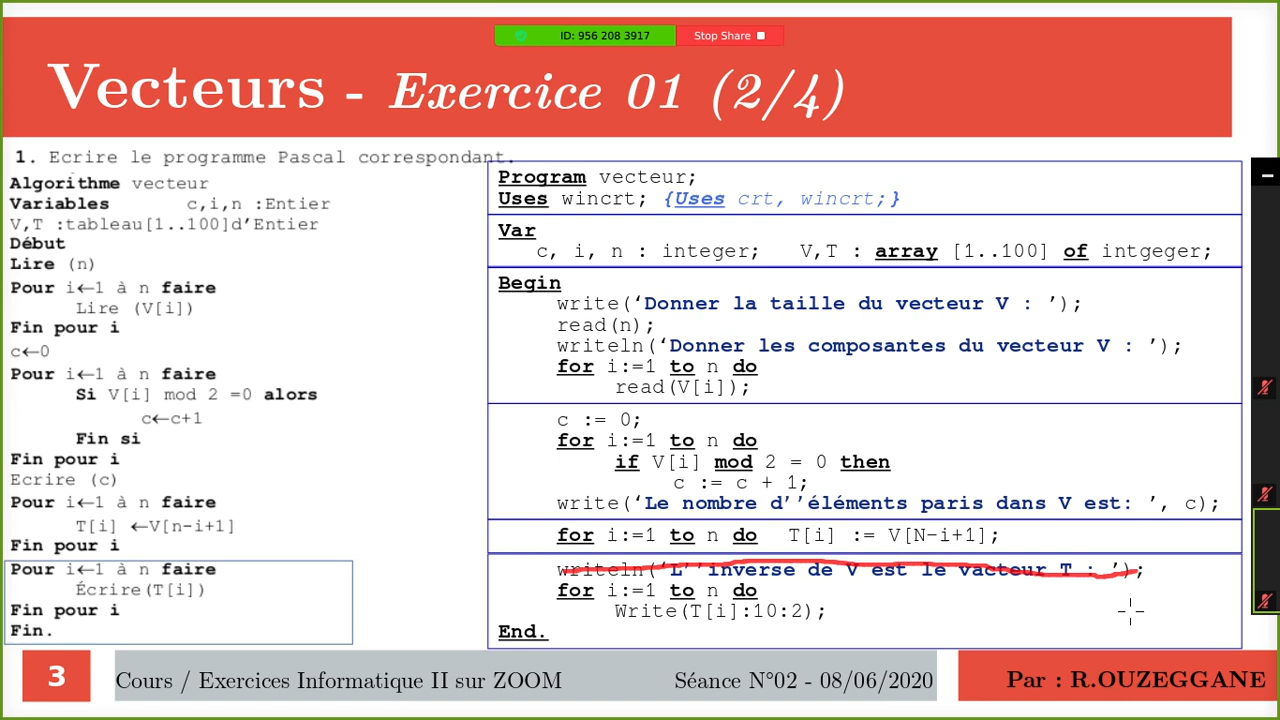 ID: 956 208 3917 Stop Share
Vecteurs - Exercice 01 (2/4)
1. Ecrire le programme Pascal correspondant.
Algorithme vecteur
Variables c,i,n :Entier
V,T :tableau[1..100]d’Entier
Début
Lire (n)
Pour i←1 à n faire
Lire (V[i])
Fin pour i
c←0
Pour i←1 à n faire
Si V[i] mod 2 =0 alors
c←c+1
Fin si
Fin pour i
Ecrire (c)
Pour i←1 à n faire
T[i] ←V[n-i+1]
Fin pour i
Pour i←1 à n faire
Écrire(T[i])
Fin pour i
Fin.
Program vecteur;
Uses wincrt; {Uses crt, wincrt;}
Var
c, i, n : integer; V,T : array [1..100] of intgeger;
Begin
write(‘Donner la taille du vecteur V : ’);
read(n);
writeln(‘Donner les composantes du vecteur V : ’);
for i:=1 to n do
read(V[i]);
c := 0;
for i:=1 to n do
if V[i] mod 2 = 0 then
c := c + 1;
write(‘Le nombre d’’éléments paris dans V est: ’, c);
for i:=1 to n do T[i] := V[N-i+1];
writeln(‘L’’inverse de V est le vacteur T : ’);
for i:=1 to n do
Write(T[i]:10:2);
End.
3 Cours / Exercices Informatique II sur ZOOM Séance N°02 - 08/06/2020 Par : R.OUZEGGANE